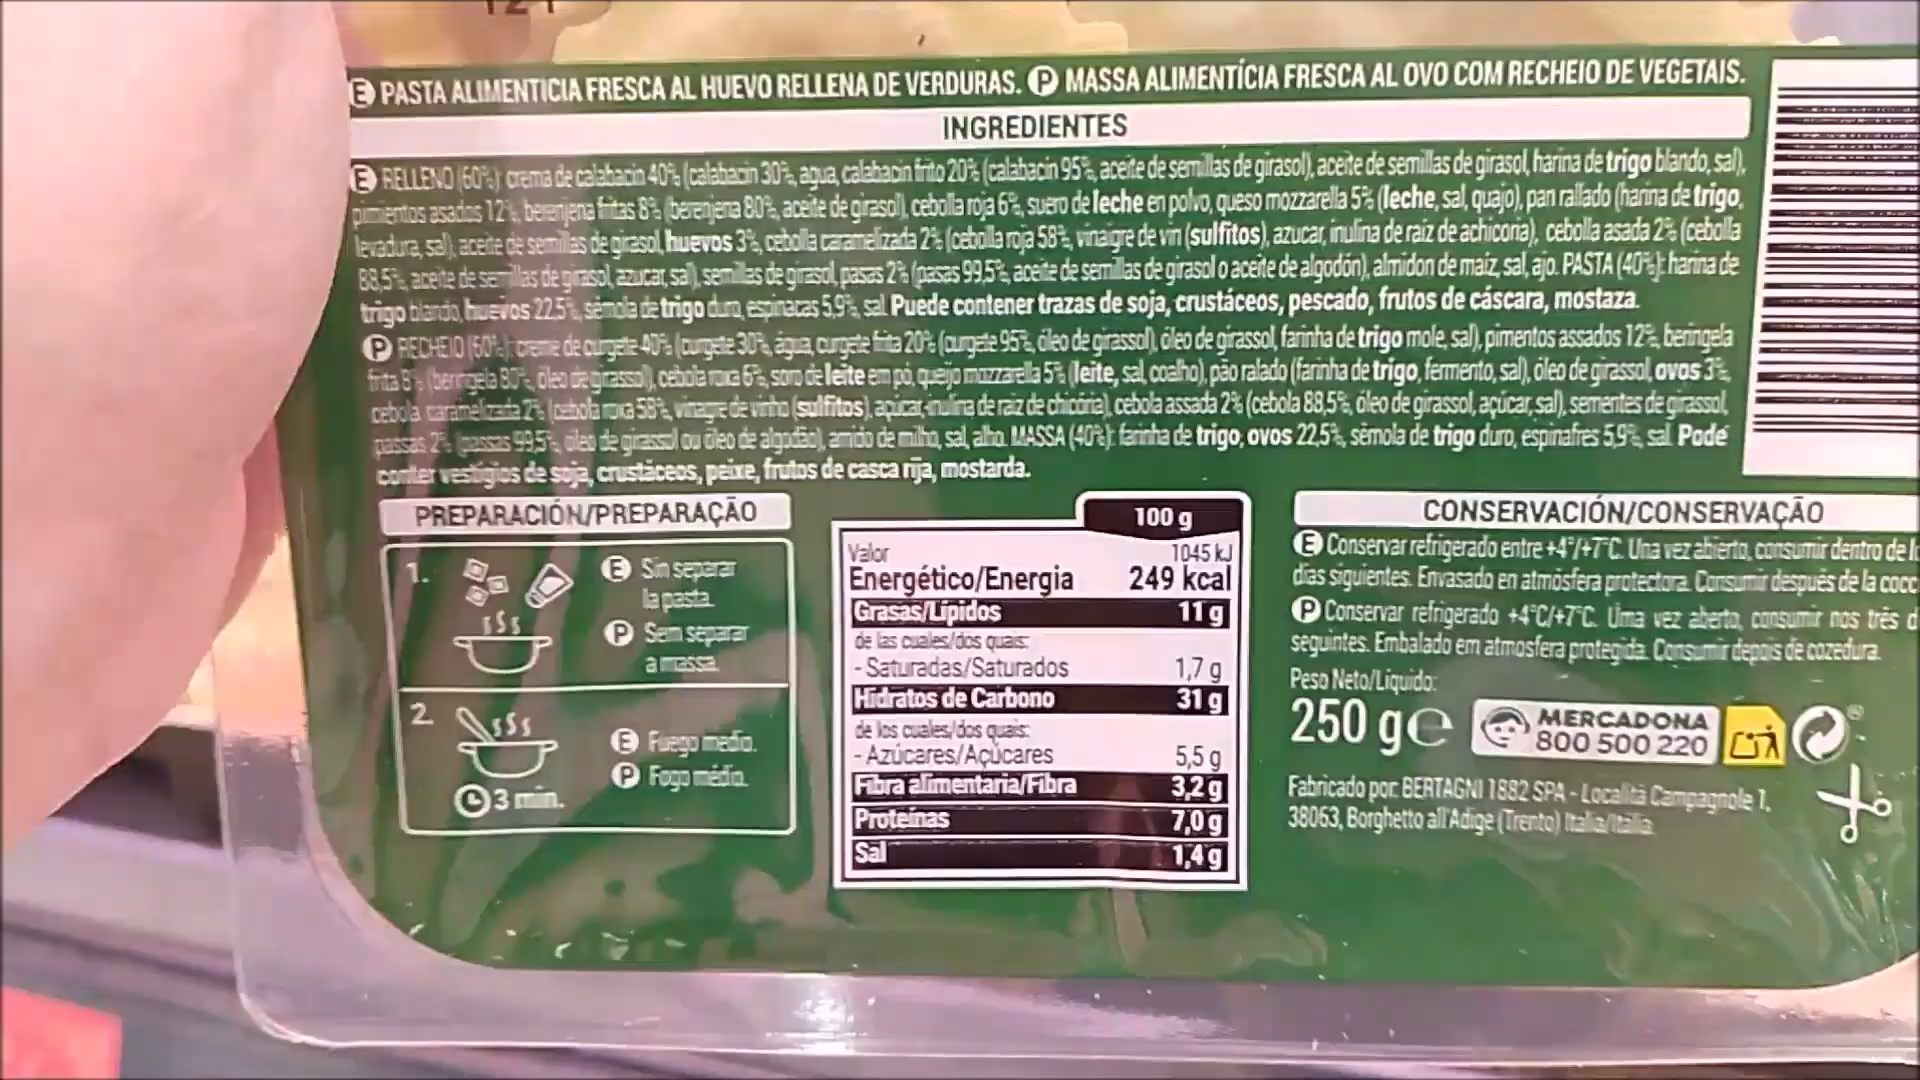 Ⓔ PASTA ALIMENTICIA FRESCA AL HUEVO RELLENA DE VERDURAS. Ⓟ MASSA ALIMENTÍCIA FRESCA AL OVO COM RECHEIO DE VEGETAIS.
INGREDIENTES
Ⓔ RELLENO (60%): crema de calabacin 40% (calabacin 30%, agua, calabacin frito 20% (calabacin 95%, aceite de semillas de girasol), aceite de semillas de girasol, harina de trigo blando, sal),
pimientos asados 12%, berenjena fritas 8% (berenjena 80%, aceite de girasol), cebolla roja 6%, suero de leche en polvo, queso mozzarella 5% (leche, sal, quajo), pan rallado (harina de trigo,
levadura, sal), aceite de semillas de girasol, huevos 3%, cebolla caramelizada 2% (cebolla roja 58%, vinaigre de vin (sulfitos), azucar, inulina de raiz de achicoria), cebolla asada 2% (cebolla
88,5%, aceite de semillas de girasol, azucar, sal), semillas de girasol, pasas 2% (pasas 99,5%, aceite de semillas de girasol o aceite de algodón), almidon de maiz, sal, ajo. PASTA (40%): harina de
trigo blando, huevos 22,5%, sémola de trigo duro, espinacas 5,9%, sal. Puede contener trazas de soja, crustáceos, pescado, frutos de cáscara, mostaza.
Ⓟ RECHEIO (60%): creme de curgete 40% (curgete 30%, água, curgete frita 20% (curgete 95%, óleo de girassol), óleo de girassol, farinha de trigo mole, sal), pimentos assados 12%, beringela
frita 8% (beringela 80%, óleo de girassol), cebola roxa 6%, soro de leite em pó, queijo mozzarella 5% (leite, sal, coalho), pão ralado (farinha de trigo, fermento, sal), óleo de girassol, ovos 3%,
cebola caramelizada 2% (cebola roxa 58%, vinagre de vinho (sulfitos), açúcar, inulina de raiz de chicória), cebola assada 2% (cebola 88,5%, óleo de girassol, açúcar, sal), sementes de girassol,
passas 2% (passas 99,5%, óleo de girassol ou óleo de algodão), amido de milho, sal, alho. MASSA (40%): farinha de trigo, ovos 22,5%, sêmola de trigo duro, espinafres 5,9%, sal. Pode
conter vestígios de soja, crustáceos, peixe, frutos de casca rija, mostarda.
PREPARACIÓN/PREPARAÇÃO
1.
Ⓔ Sin separar
la pasta.
Ⓟ Sem separar
a massa.
2.
Ⓔ Fuego medio.
Ⓟ Fogo médio.
3 min.
100 g
Valor 1045 kJ
Energético/Energia 249 kcal
Grasas/Lípidos 11 g
de las cuales/dos quais:
- Saturadas/Saturados 1,7 g
Hidratos de Carbono 31 g
de los cuales/dos quais:
- Azúcares/Açúcares 5,5 g
Fibra alimentaria/Fibra 3,2 g
Proteínas 7,0 g
Sal 1,4 g
CONSERVACIÓN/CONSERVAÇÃO
Ⓔ Conservar refrigerado entre +4°/+7°C. Una vez abierto, consumir dentro de
días siguientes. Envasado en atmósfera protectora. Consumir después de la
Ⓟ Conservar refrigerado +4°C/+7°C. Uma vez aberto, consumir nos três
seguintes. Embalado em atmosfera protegida. Consumir depois de cozedura.
Peso Neto/Liquido:
250 g e
MERCADONA
800 500 220
Fabricado por: BERTAGNI 1882 SPA - Località Campagnole 1,
38063, Borghetto all'Adige (Trento) Italia/Itália